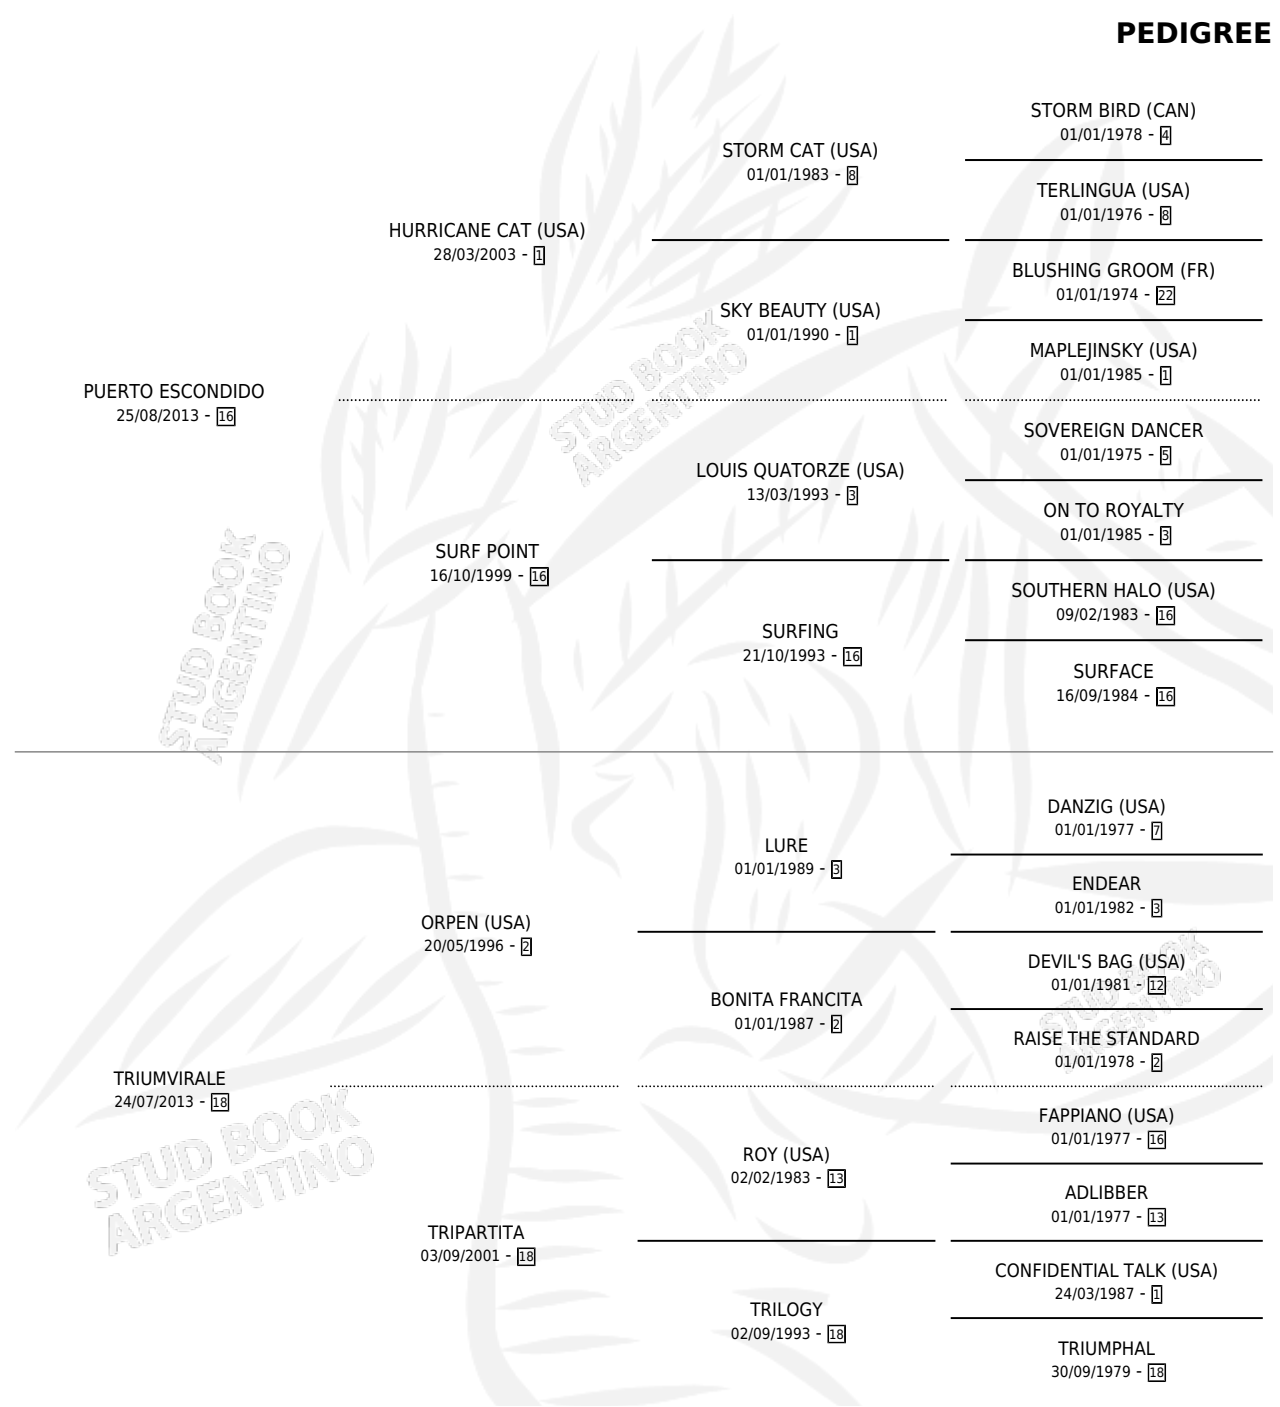 PEDIGREE
STORM BIRD (CAN)
01/01/1978 - 4
STORM CAT (USA)
01/01/1983 - 8
TERLINGUA (USA)
01/01/1976 - 8
HURRICANE CAT (USA)
28/03/2003 - 1
BLUSHING GROOM (FR)
01/01/1974 - 22
SKY BEAUTY (USA)
01/01/1990 - 1
MAPLEJINSKY (USA)
01/01/1985 - 1
PUERTO ESCONDIDO
25/08/2013 - 16
SOVEREIGN DANCER
01/01/1975 - 5
LOUIS QUATORZE (USA)
13/03/1993 - 3
ON TO ROYALTY
01/01/1985 - 3
SURF POINT
16/10/1999 - 16
SOUTHERN HALO (USA)
09/02/1983 - 16
SURFING
21/10/1993 - 16
SURFACE
16/09/1984 - 16
STUD BOOK
ARGENTINO
STUD BOOK
ARGENTINO
DANZIG (USA)
01/01/1977 - 7
LURE
01/01/1989 - 3
ENDEAR
01/01/1982 - 3
ORPEN (USA)
20/05/1996 - 2
DEVIL'S BAG (USA)
01/01/1981 - 12
BONITA FRANCITA
01/01/1987 - 2
RAISE THE STANDARD
01/01/1978 - 2
TRIUMVIRALE
24/07/2013 - 18
FAPPIANO (USA)
01/01/1977 - 16
ROY (USA)
02/02/1983 - 13
ADLIBBER
01/01/1977 - 13
TRIPARTITA
03/09/2001 - 18
CONFIDENTIAL TALK (USA)
24/03/1987 - 1
TRILOGY
02/09/1993 - 18
TRIUMPHAL
30/09/1979 - 18
STUD BOOK
ARGENTINO
STUD BOOK
ARGENTINO